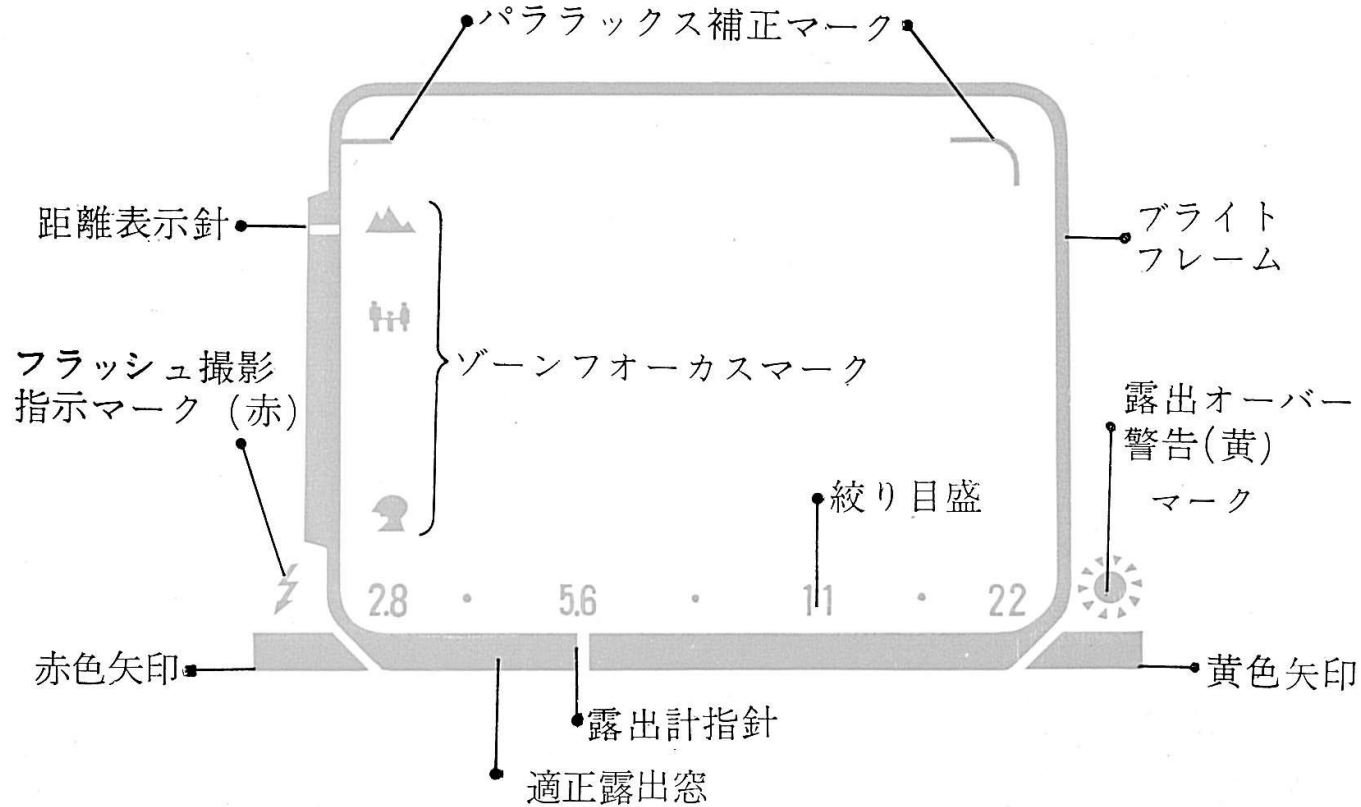 パララックス補正マーク
距離表示針
ブライト
フレーム
フラッシュ撮影
指示マーク (赤)
ゾーンフオーカスマーク
露出オーバー
警告(黄)
マーク
絞り目盛
2.8 • 5.6 • 11 • 22
赤色矢印
黄色矢印
露出計指針
適正露出窓